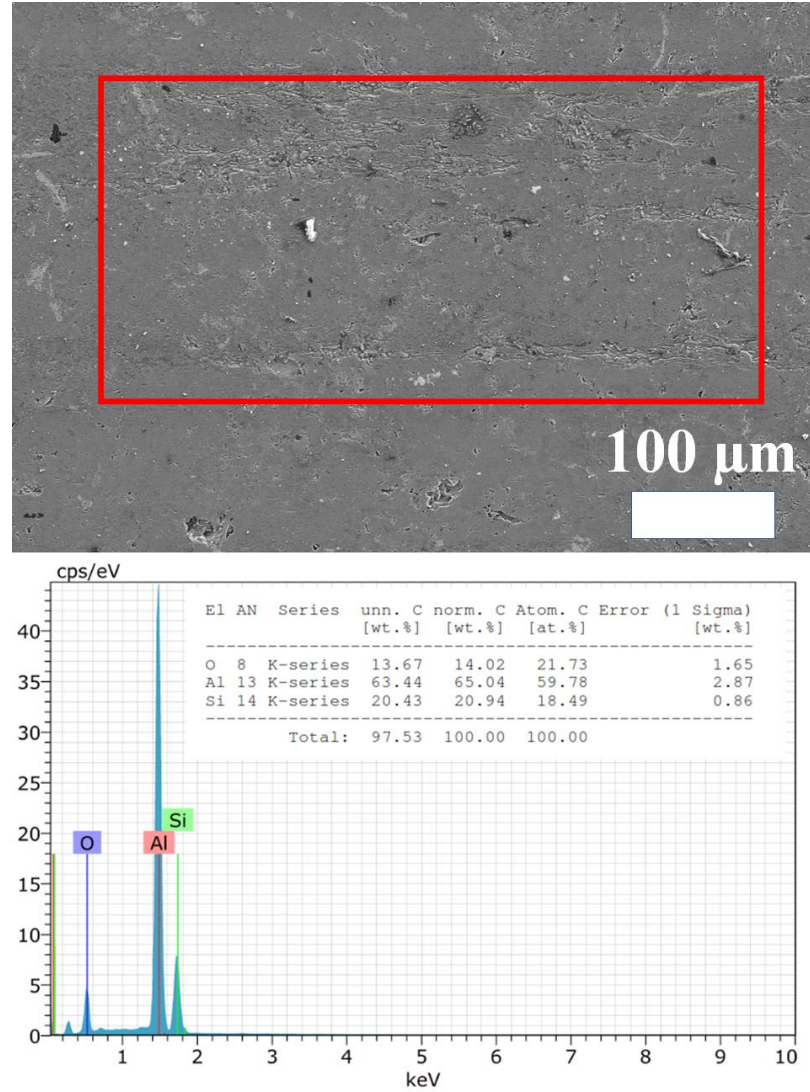 100 μm
cps/eV
El AN Series unn. C norm. C Atom. C Error (1 Sigma)
[wt.%] [wt.%] [at.%] [wt.%]
O 8 K-series 13.67 14.02 21.73 1.65
Al 13 K-series 63.44 65.04 59.78 2.87
Si 14 K-series 20.43 20.94 18.49 0.86
Total: 97.53 100.00 100.00
40
35
30
25
20
15
10
5
0
Si
O Al
1 2 3 4 5 6 7 8 9 10
keV